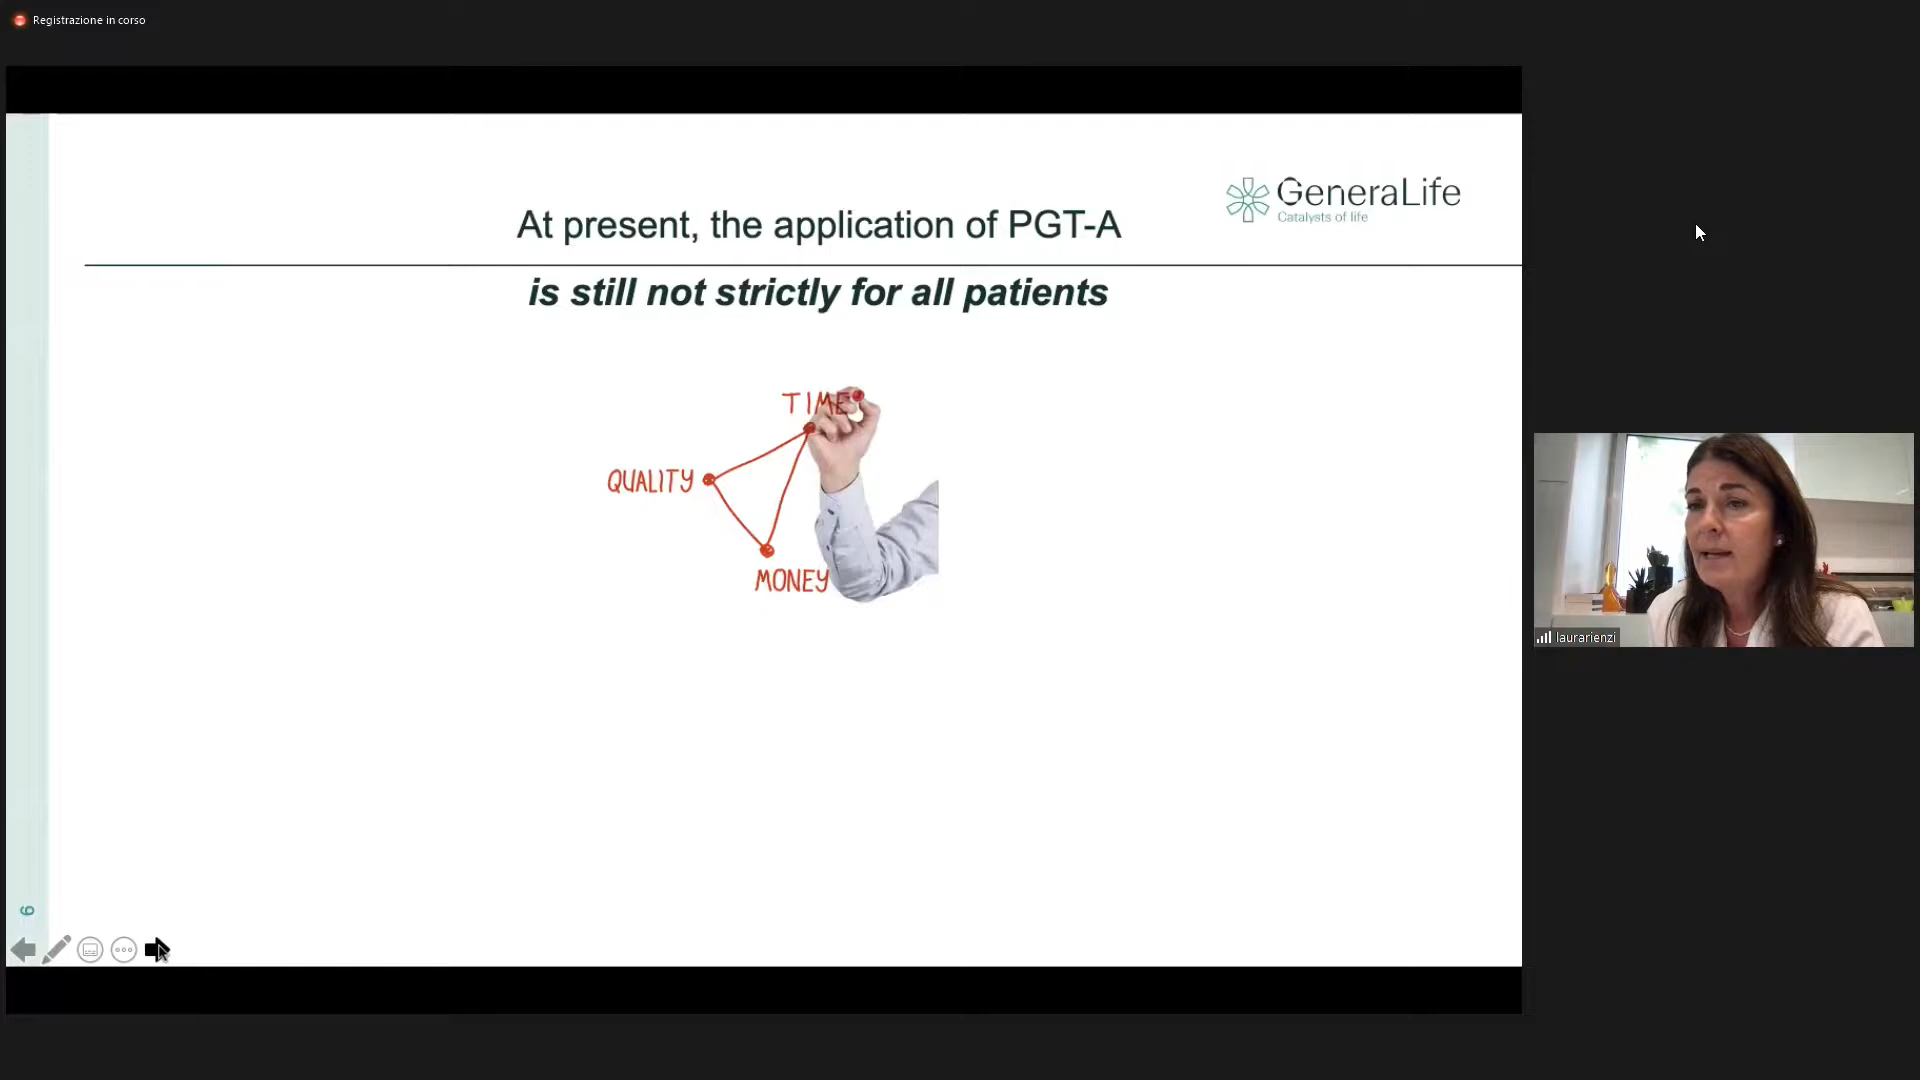 Registrazione in corso
GeneraLife
Catalysts of life
At present, the application of PGT-A
is still not strictly for all patients
TIME
QUALITY
MONEY
laurarienzi
9